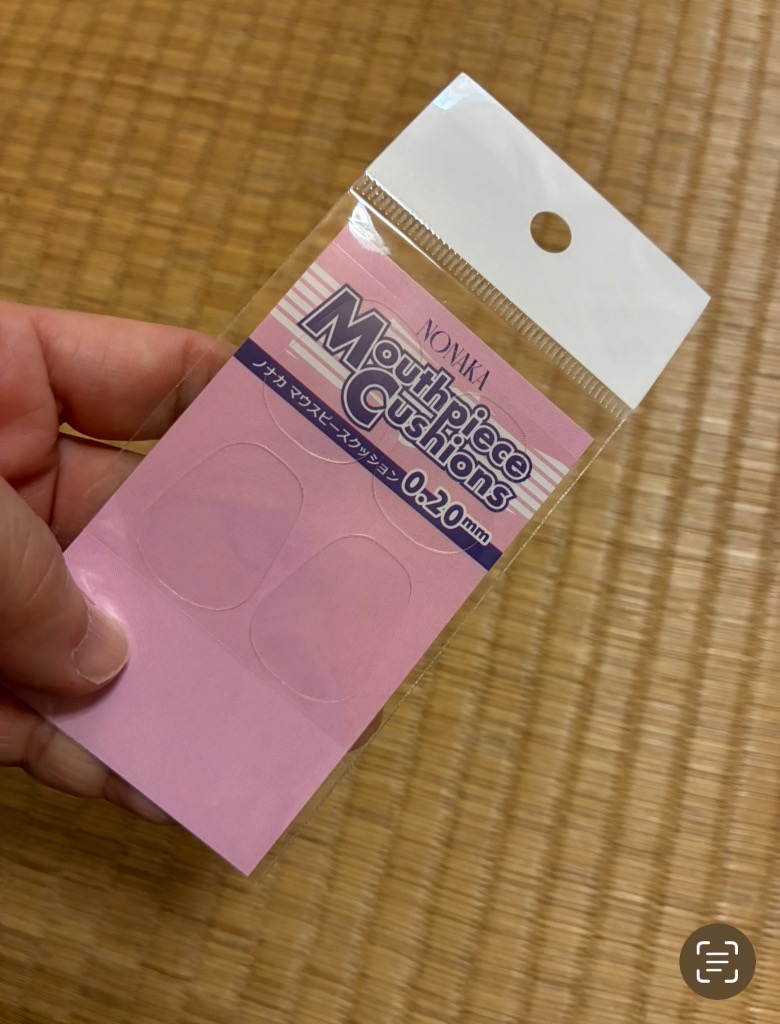 NONAKA
Mouthpiece
Cushions
ノナカ マウスピースクッション 0.20mm